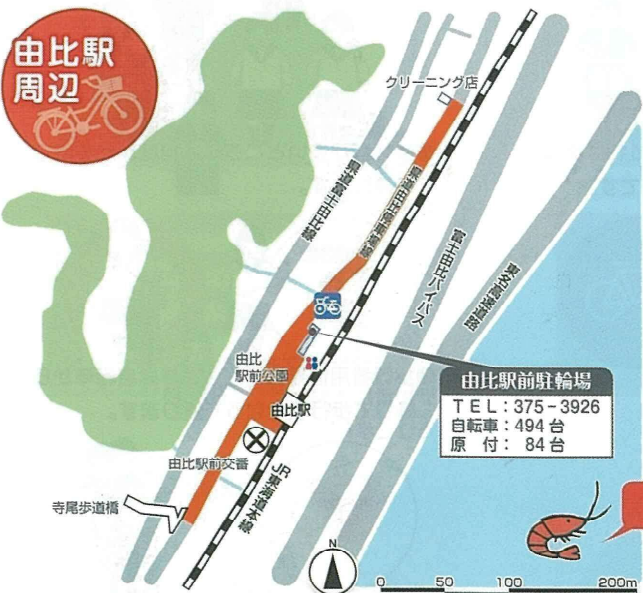 由比駅
周辺
クリーニング店
県道富士由比線
県道由比停車場線
富士由比バイパス
東名高速道路
由比
駅前公園
由比駅
由比駅前交番
寺尾歩道橋
JR東海道本線
由比駅前駐輪場
TEL:375-3926
自転車:494台
原 付: 84台
N
0 50 100 200m